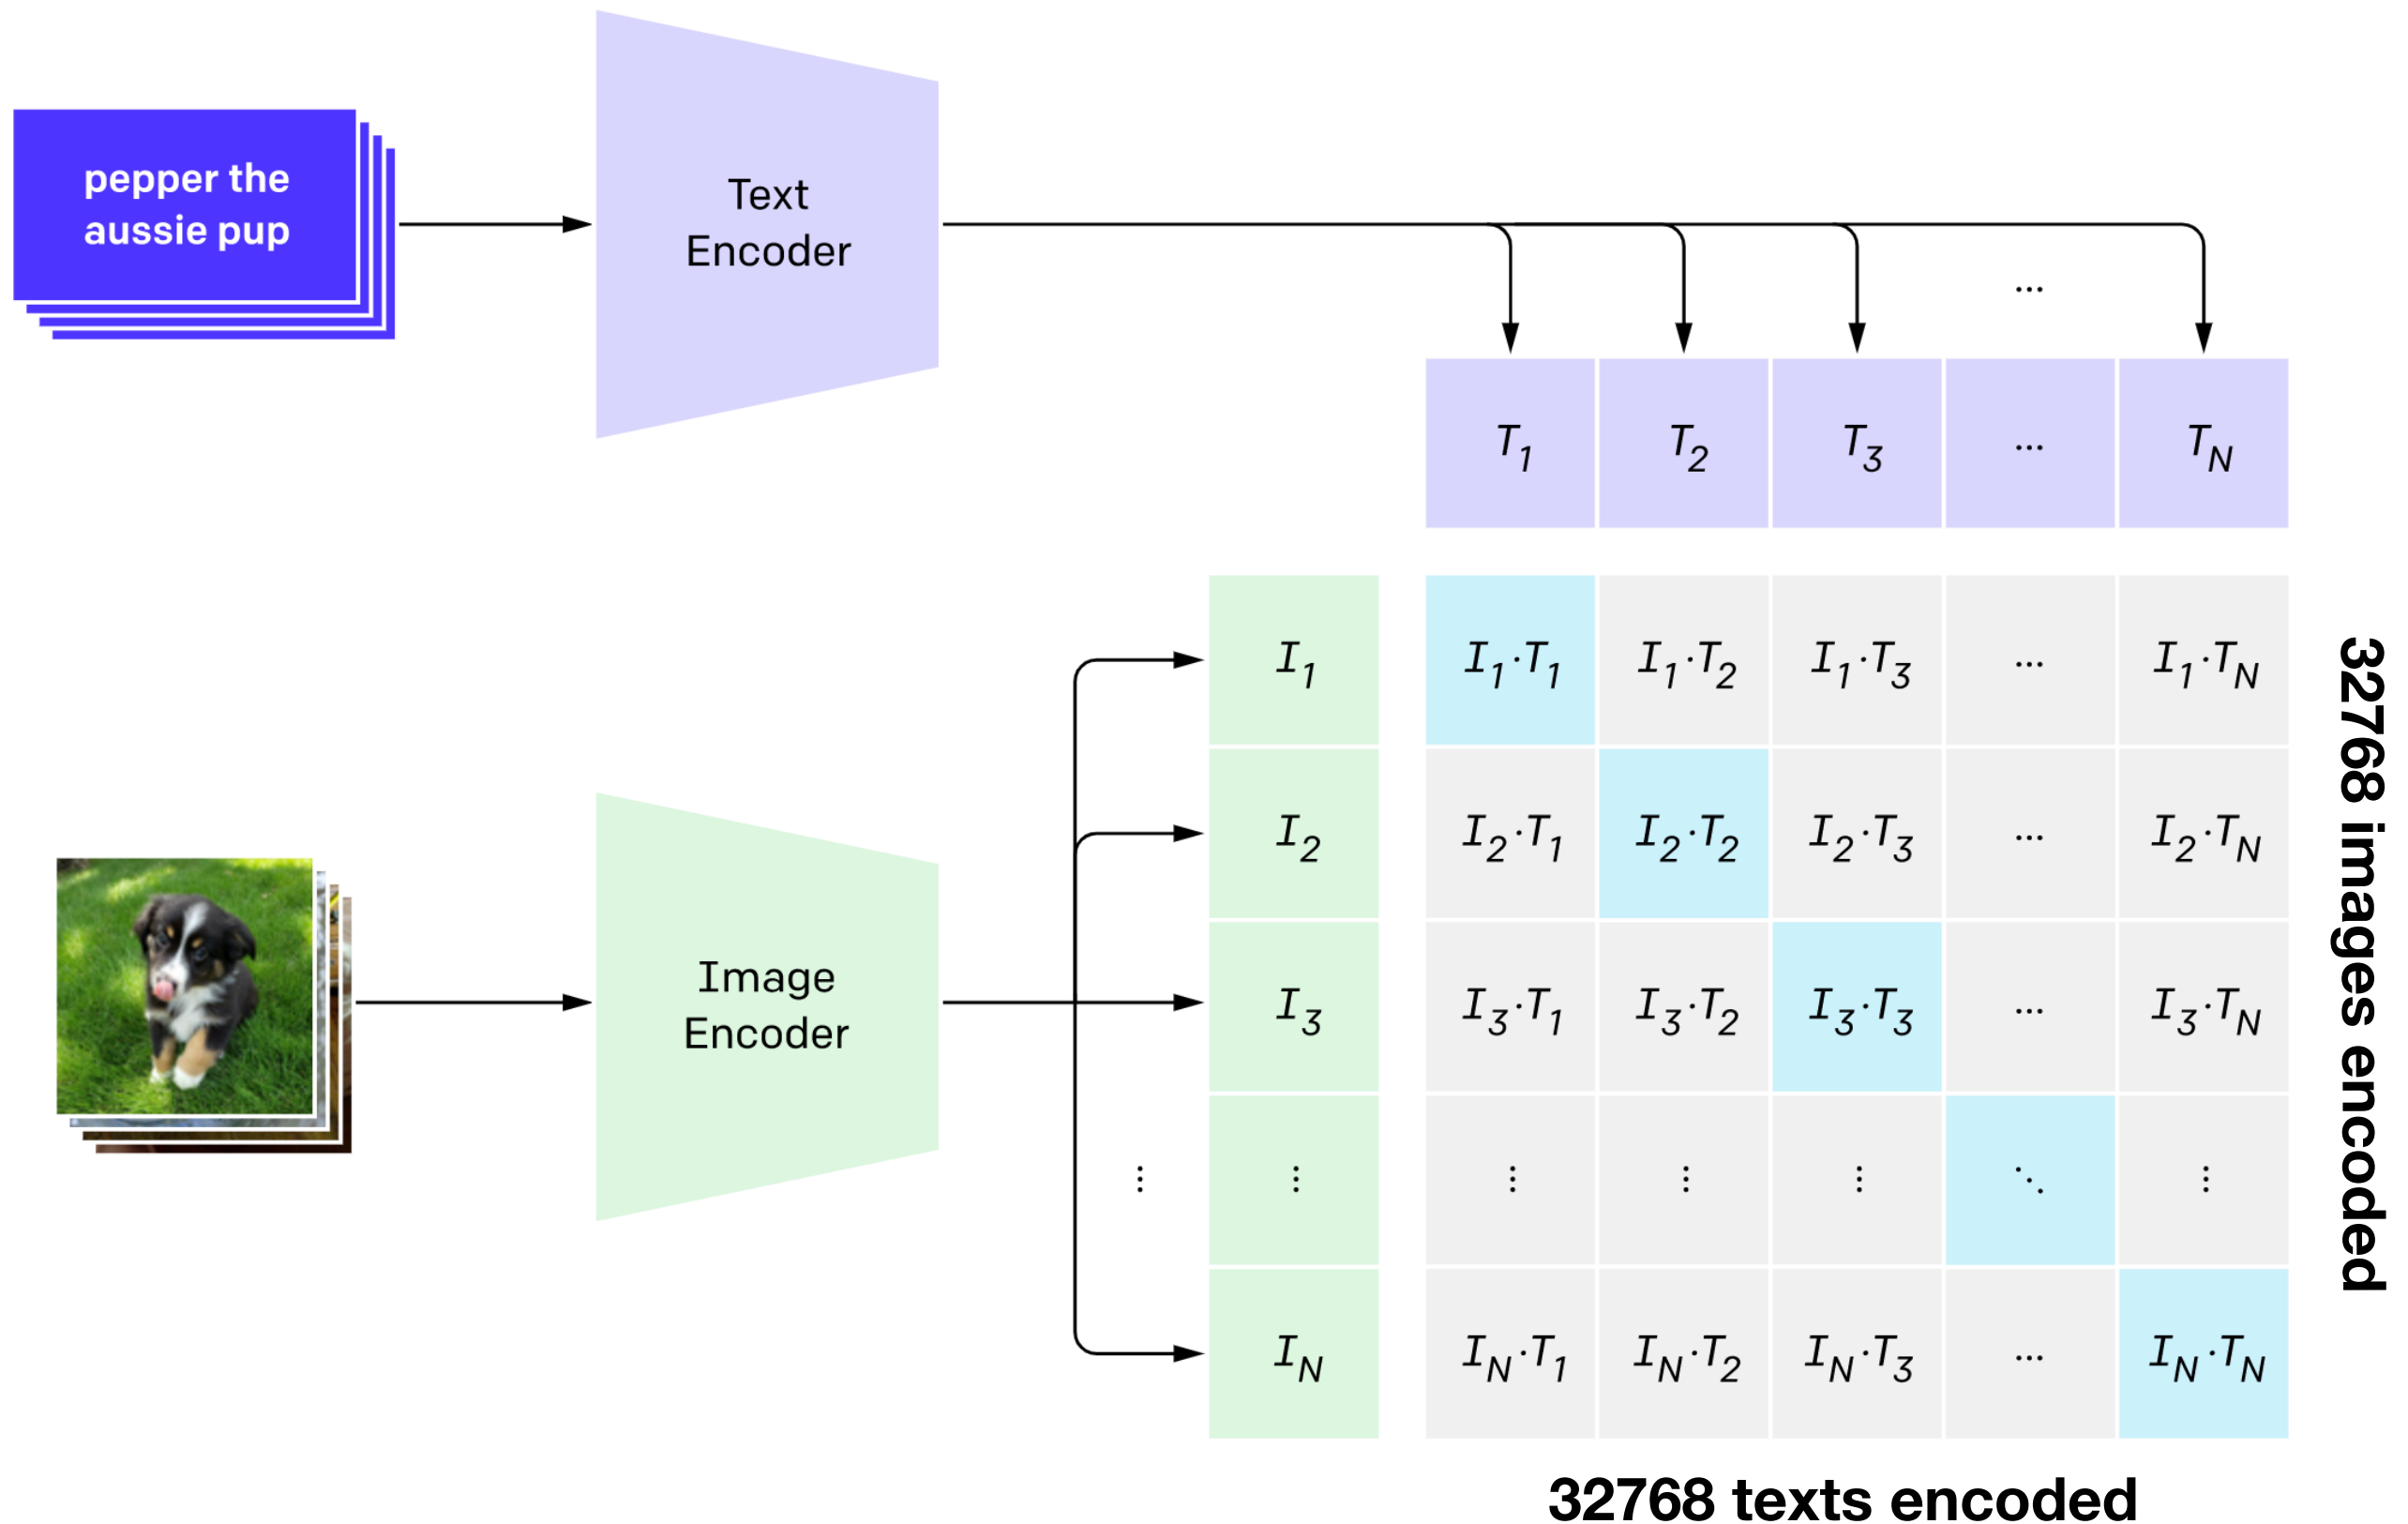 pepper the
aussie pup
Text
Encoder
...
T1 T2 T3 ... TN
I1 I1·T1 I1·T2 I1·T3 ... I1·TN
I2 I2·T1 I2·T2 I2·T3 ... I2·TN
Image
Encoder
I3 I3·T1 I3·T2 I3·T3 ... I3·TN
⋮ ⋮ ⋮ ⋮ ⋮ ⋱ ⋮
IN IN·T1 IN·T2 IN·T3 ... IN·TN
32768 images encoded
32768 texts encoded